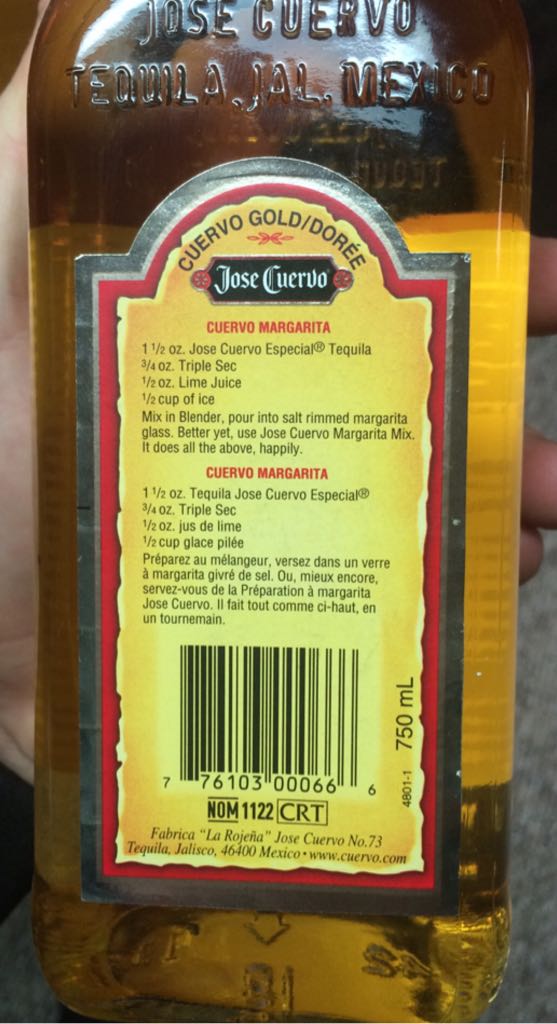 JOSE CUERVO
TEQUILA, JAL. MEXICO
CUERVO GOLD/DORÉE
Jose Cuervo
CUERVO MARGARITA
1 1/2 oz. Jose Cuervo Especial® Tequila
3/4 oz. Triple Sec
1/2 oz. Lime Juice
1/2 cup of ice
Mix in Blender, pour into salt rimmed margarita
glass. Better yet, use Jose Cuervo Margarita Mix.
It does all the above, happily.
CUERVO MARGARITA
1 1/2 oz. Tequila Jose Cuervo Especial®
3/4 oz. Triple Sec
1/2 oz. jus de lime
1/2 cup glace pilée
Préparez au mélangeur, versez dans un verre
à margarita givré de sel. Ou, mieux encore,
servez-vous de la Préparation à margarita
Jose Cuervo. Il fait tout comme ci-haut, en
un tournemain.
7 76103 00066 6
750 mL
4801-1
NOM 1122 CRT
Fabrica "La Rojeña" Jose Cuervo No.73
Tequila, Jalisco, 46400 Mexico • www.cuervo.com